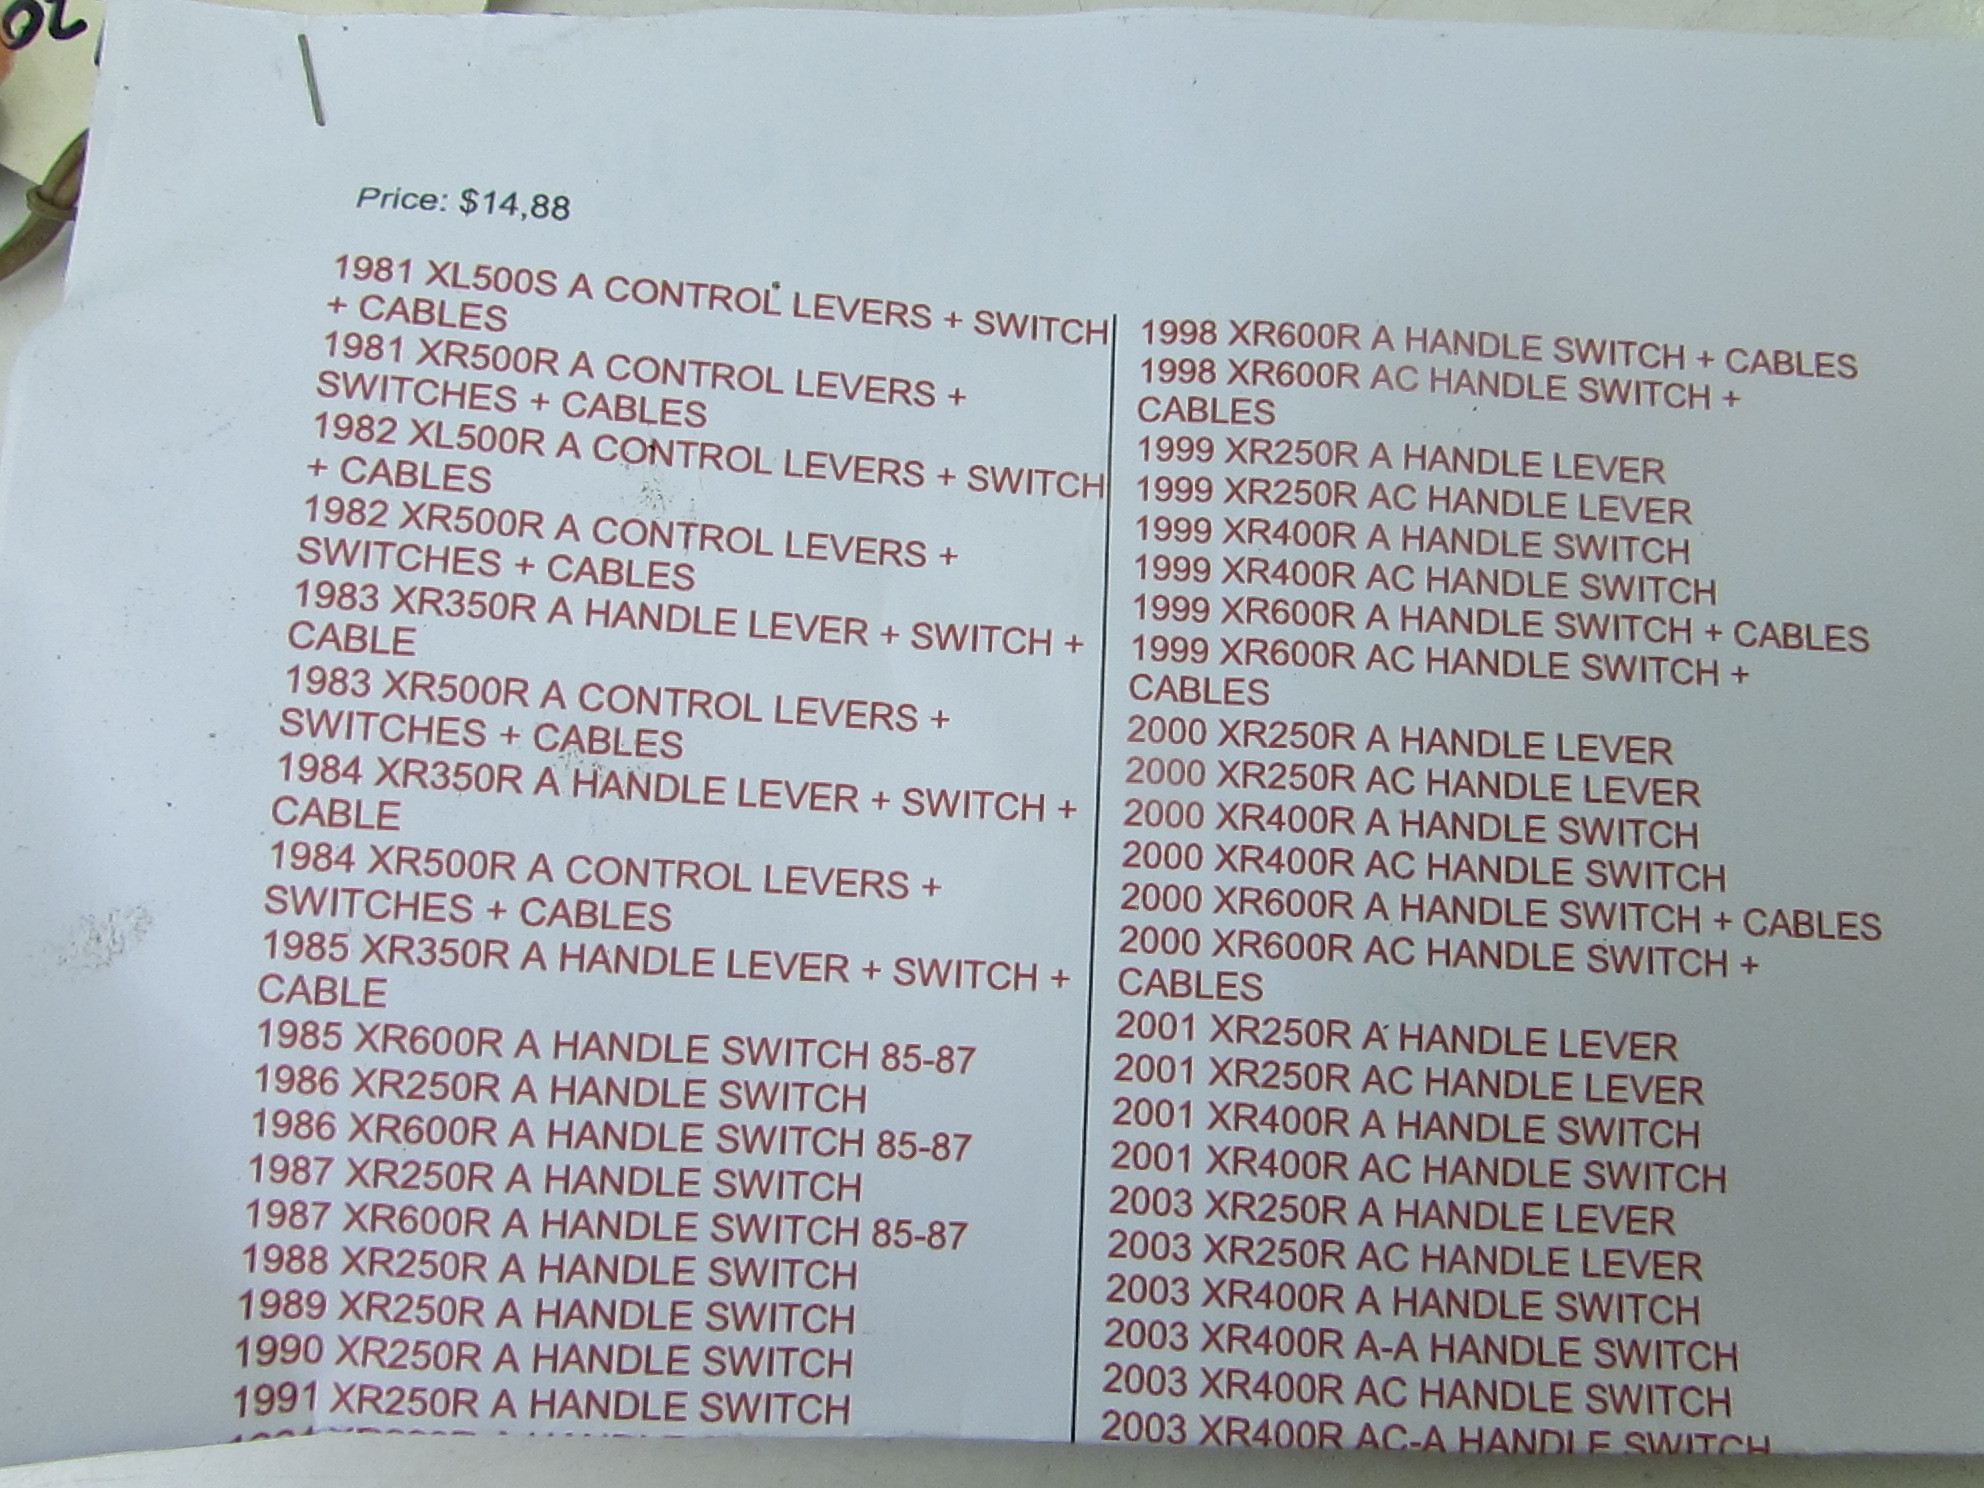 Price: $14,88
1981 XL500S A CONTROL LEVERS + SWITCH
+ CABLES
1981 XR500R A CONTROL LEVERS +
SWITCHES + CABLES
1982 XL500R A CONTROL LEVERS + SWITCH
+ CABLES
1982 XR500R A CONTROL LEVERS +
SWITCHES + CABLES
1983 XR350R A HANDLE LEVER + SWITCH +
CABLE
1983 XR500R A CONTROL LEVERS +
SWITCHES + CABLES
1984 XR350R A HANDLE LEVER + SWITCH +
CABLE
1984 XR500R A CONTROL LEVERS +
SWITCHES + CABLES
1985 XR350R A HANDLE LEVER + SWITCH +
CABLE
1985 XR600R A HANDLE SWITCH 85-87
1986 XR250R A HANDLE SWITCH
1986 XR600R A HANDLE SWITCH 85-87
1987 XR250R A HANDLE SWITCH
1987 XR600R A HANDLE SWITCH 85-87
1988 XR250R A HANDLE SWITCH
1989 XR250R A HANDLE SWITCH
1990 XR250R A HANDLE SWITCH
1991 XR250R A HANDLE SWITCH
1998 XR600R A HANDLE SWITCH + CABLES
1998 XR600R AC HANDLE SWITCH +
CABLES
1999 XR250R A HANDLE LEVER
1999 XR250R AC HANDLE LEVER
1999 XR400R A HANDLE SWITCH
1999 XR400R AC HANDLE SWITCH
1999 XR600R A HANDLE SWITCH + CABLES
1999 XR600R AC HANDLE SWITCH +
CABLES
2000 XR250R A HANDLE LEVER
2000 XR250R AC HANDLE LEVER
2000 XR400R A HANDLE SWITCH
2000 XR400R AC HANDLE SWITCH
2000 XR600R A HANDLE SWITCH + CABLES
2000 XR600R AC HANDLE SWITCH +
CABLES
2001 XR250R A HANDLE LEVER
2001 XR250R AC HANDLE LEVER
2001 XR400R A HANDLE SWITCH
2001 XR400R AC HANDLE SWITCH
2003 XR250R A HANDLE LEVER
2003 XR250R AC HANDLE LEVER
2003 XR400R A HANDLE SWITCH
2003 XR400R A-A HANDLE SWITCH
2003 XR400R AC HANDLE SWITCH
2003 XR400R AC-A HANDLE SWITCH